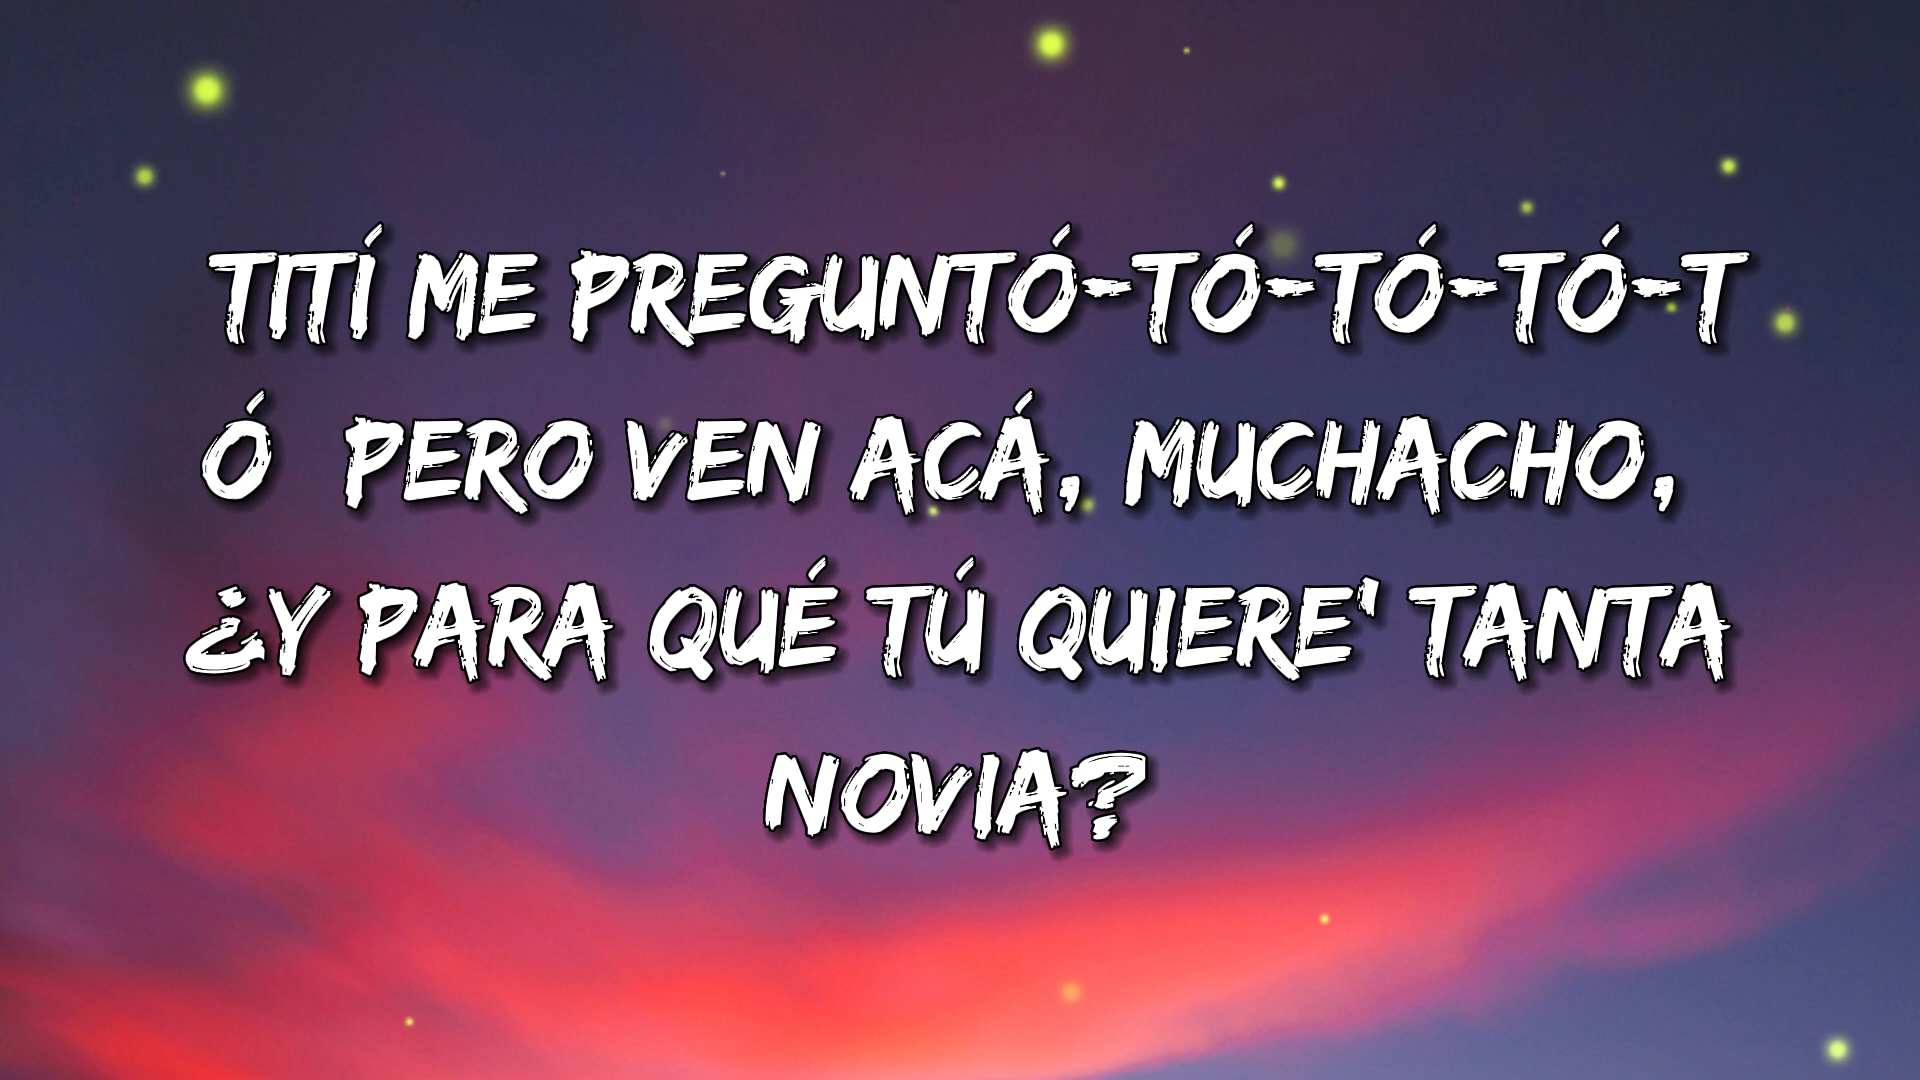 TITÍ ME PREGUNTÓ-TÓ-TÓ-TÓ-T
Ó  PERO VEN ACÁ, MUCHACHO,
¿Y PARA QUÉ TÚ QUIERE' TANTA
NOVIA?